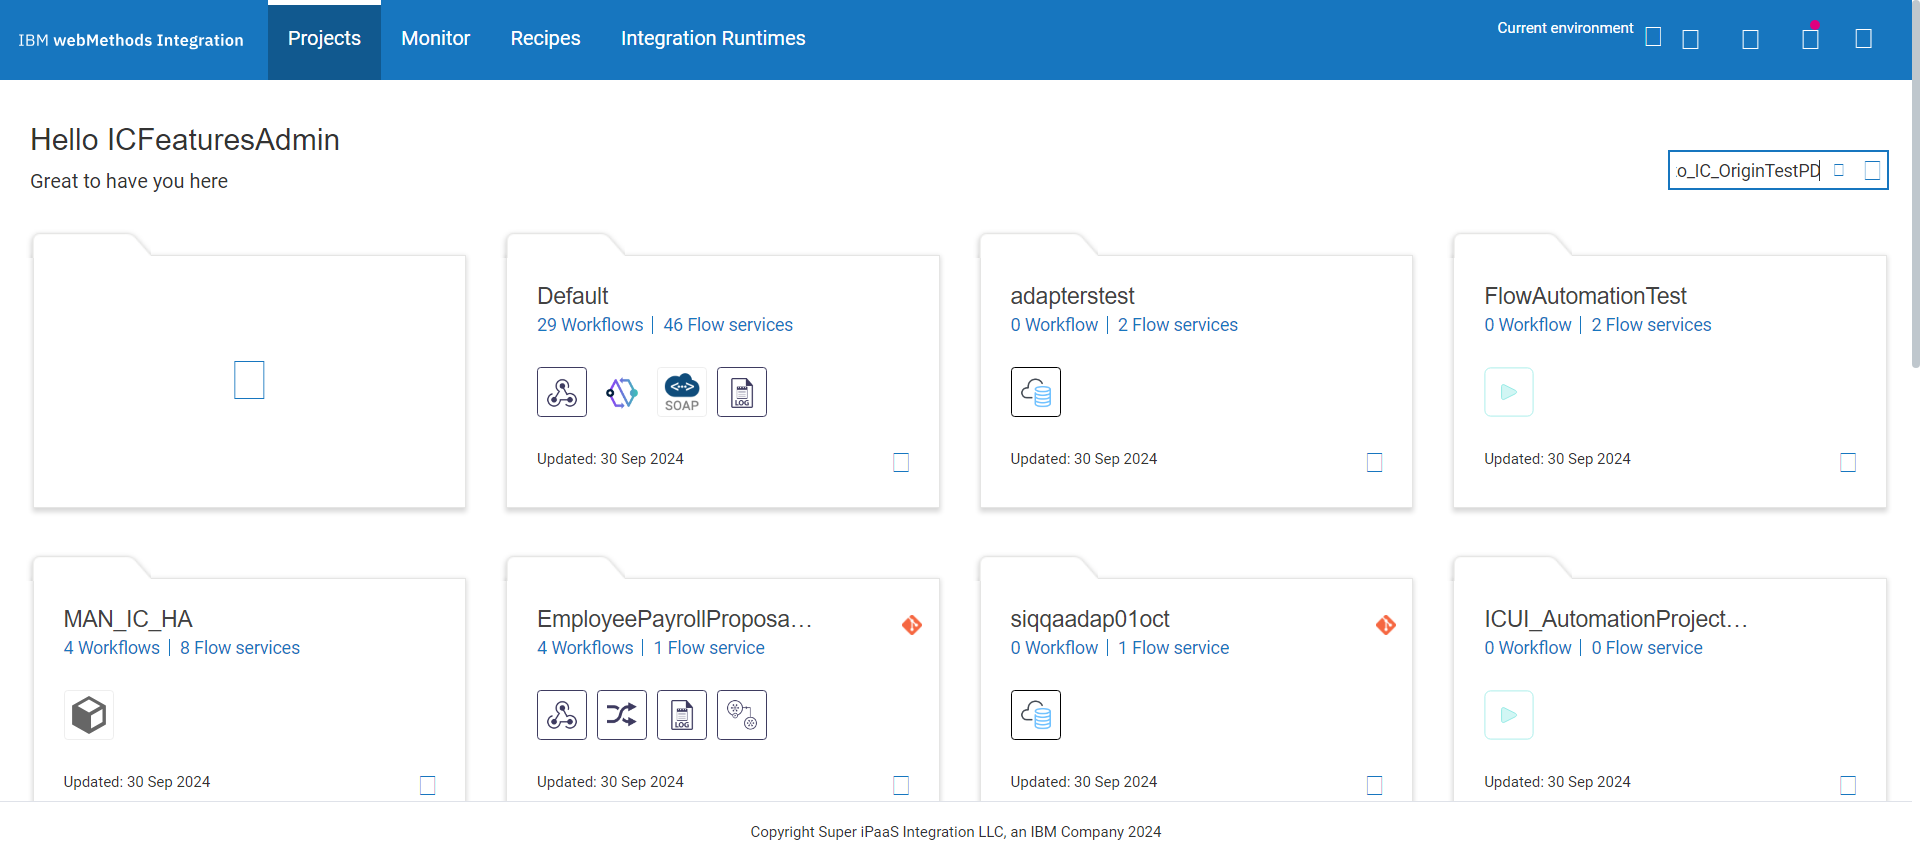 IBM webMethods Integration
Projects
Monitor
Recipes
Integration Runtimes
Current environment
Hello ICFeaturesAdmin
Great to have you here
o_IC_OriginTestPD
Default
29 Workflows | 46 Flow services
SOAP
LOG
Updated: 30 Sep 2024
adapterstest
0 Workflow | 2 Flow services
Updated: 30 Sep 2024
FlowAutomationTest
0 Workflow | 2 Flow services
Updated: 30 Sep 2024
MAN_IC_HA
4 Workflows | 8 Flow services
Updated: 30 Sep 2024
EmployeePayrollProposa...
4 Workflows | 1 Flow service
LOG
Updated: 30 Sep 2024
siqqaadap01oct
0 Workflow | 1 Flow service
Updated: 30 Sep 2024
ICUI_AutomationProject...
0 Workflow | 0 Flow service
Updated: 30 Sep 2024
Copyright Super iPaaS Integration LLC, an IBM Company 2024